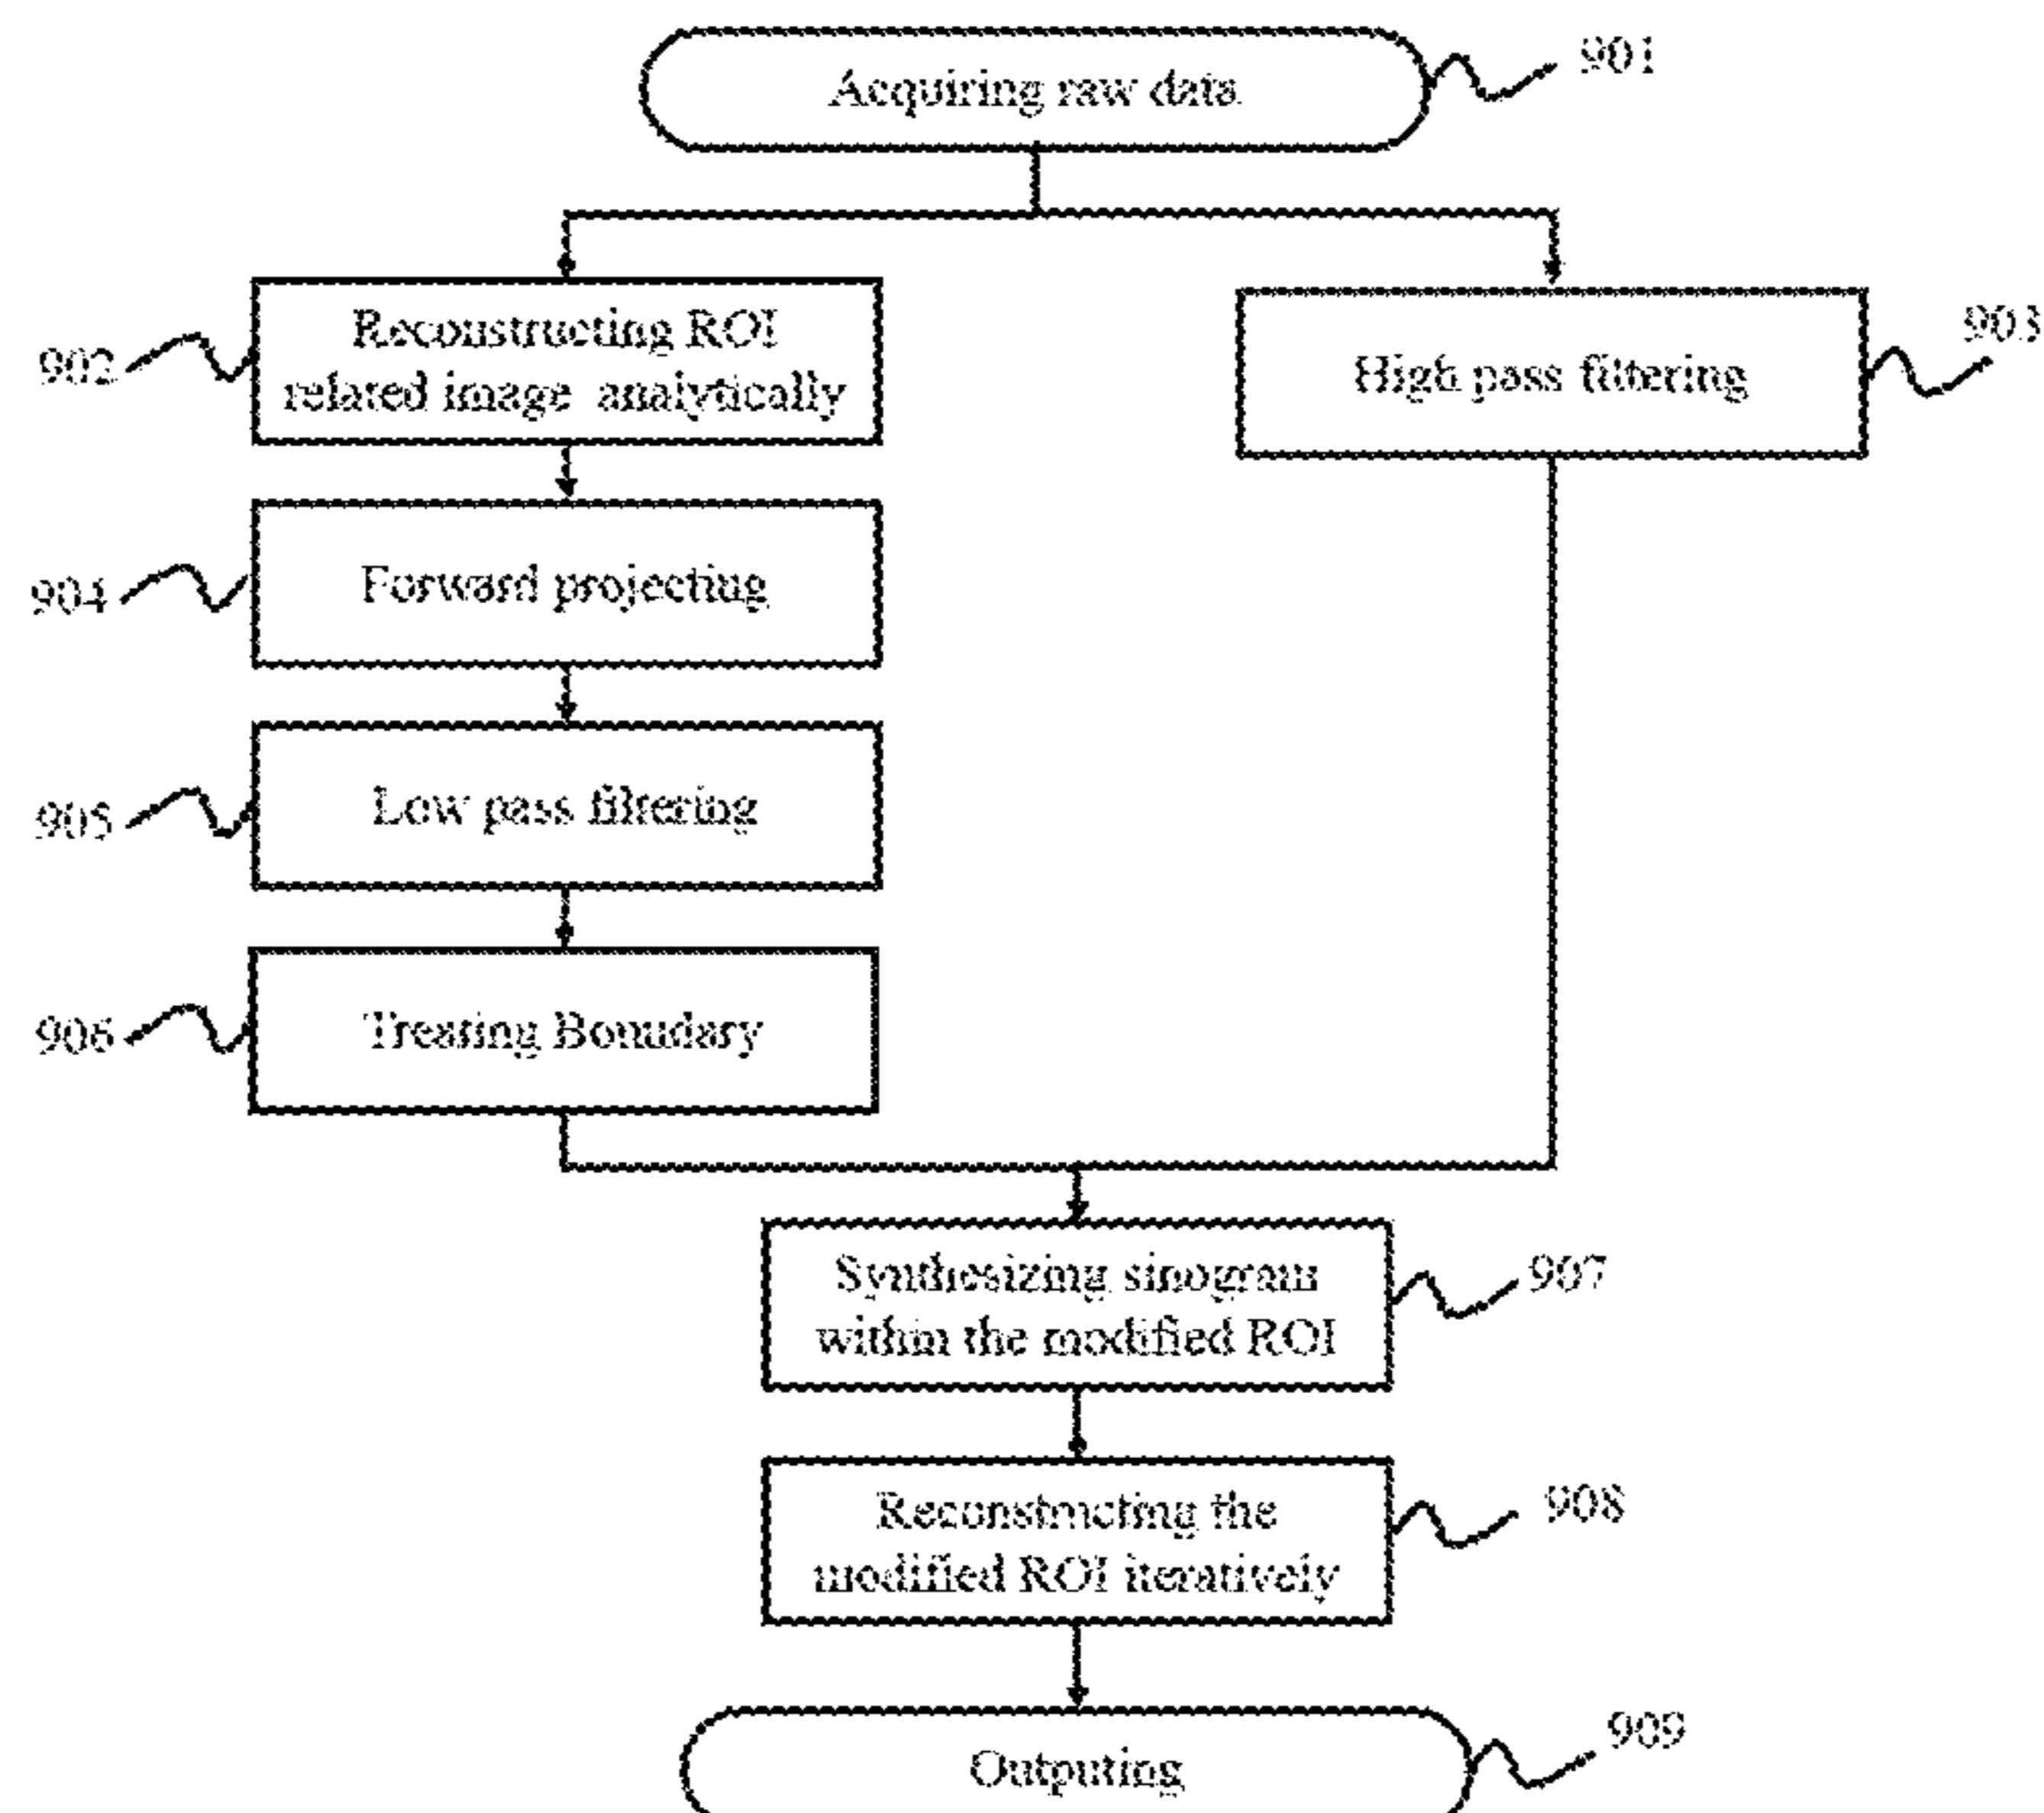 Acquiring raw data
901
Reconstructing ROI
related image analytically
902
High pass filtering
903
Forward projecting
904
Low pass filtering
905
Treating Boundary
906
Synthesizing sinogram
within the modified ROI
907
Reconstructing the
modified ROI iteratively
908
Outputing
909